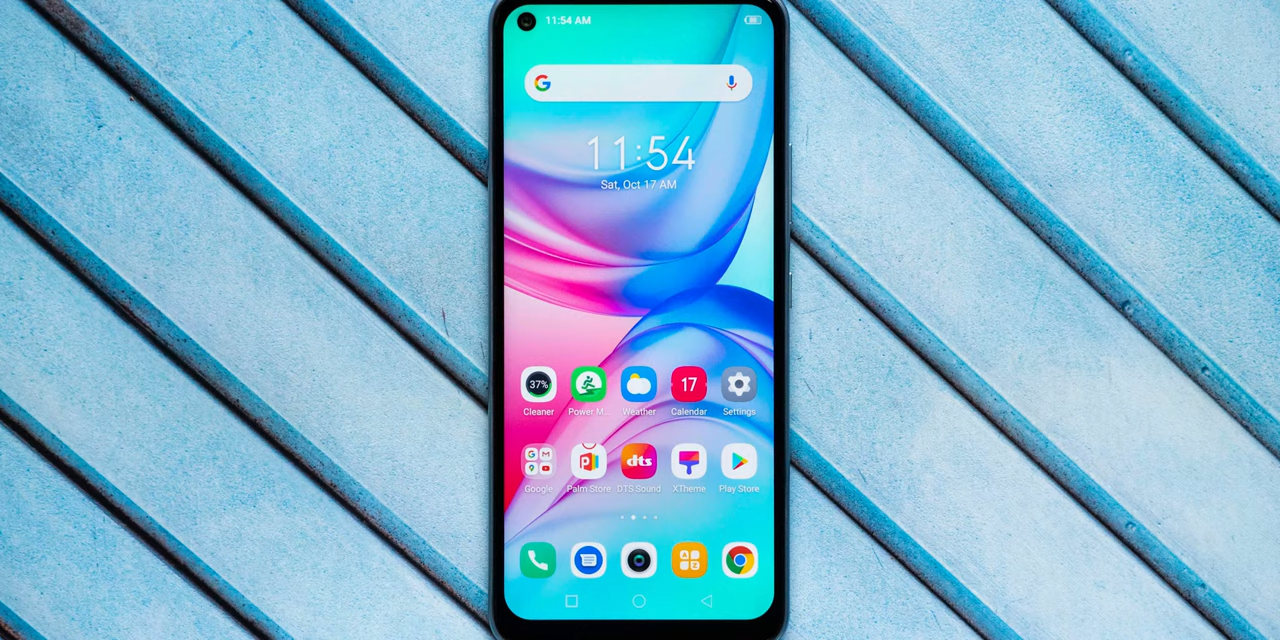 11:54 AM
11:54
Sat, Oct 17 AM
37%
17
Cleaner
Power M...
Weather
Calendar
Settings
dts
Google
Palm Store
DTS Sound
XTheme
Play Store
A
Z